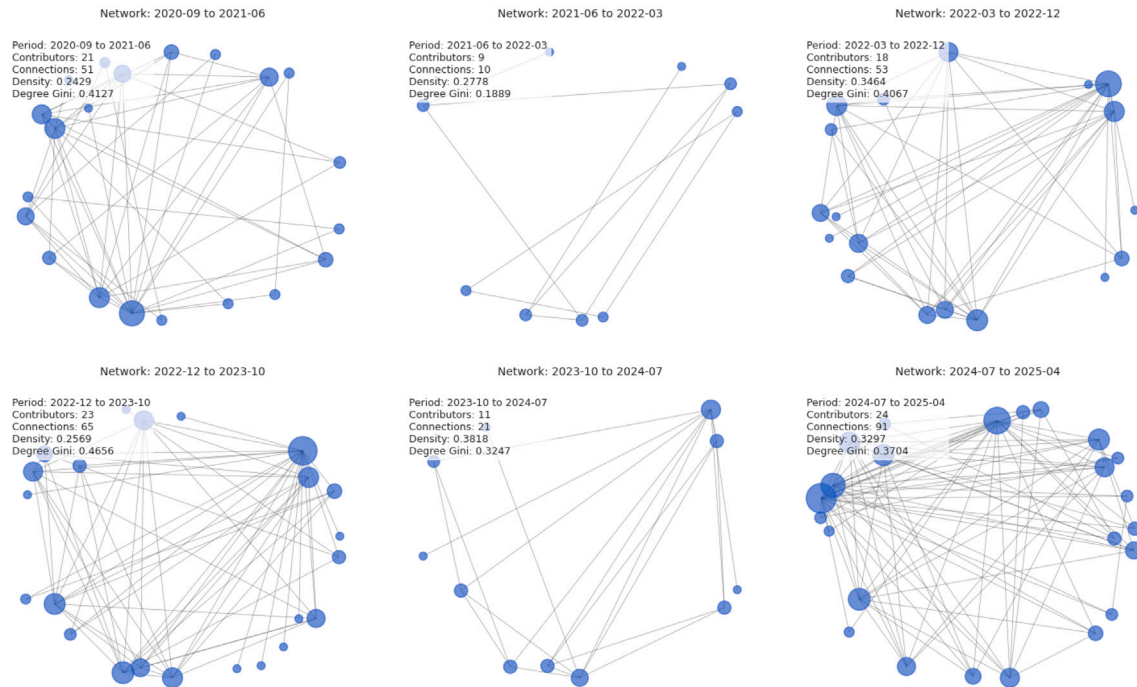 Network: 2020-09 to 2021-06
Period: 2020-09 to 2021-06
Contributors: 21
Connections: 51
Density: 0.2429
Degree Gini: 0.4127
Network: 2021-06 to 2022-03
Period: 2021-06 to 2022-03
Contributors: 9
Connections: 10
Density: 0.2778
Degree Gini: 0.1889
Network: 2022-03 to 2022-12
Period: 2022-03 to 2022-12
Contributors: 18
Connections: 53
Density: 0.3464
Degree Gini: 0.4067
Network: 2022-12 to 2023-10
Period: 2022-12 to 2023-10
Contributors: 23
Connections: 65
Density: 0.2569
Degree Gini: 0.4656
Network: 2023-10 to 2024-07
Period: 2023-10 to 2024-07
Contributors: 11
Connections: 21
Density: 0.3818
Degree Gini: 0.3247
Network: 2024-07 to 2025-04
Period: 2024-07 to 2025-04
Contributors: 24
Connections: 91
Density: 0.3297
Degree Gini: 0.3704